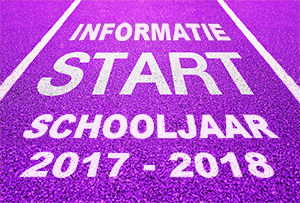 INFORMATIE
START
SCHOOLJAAR
2017 - 2018